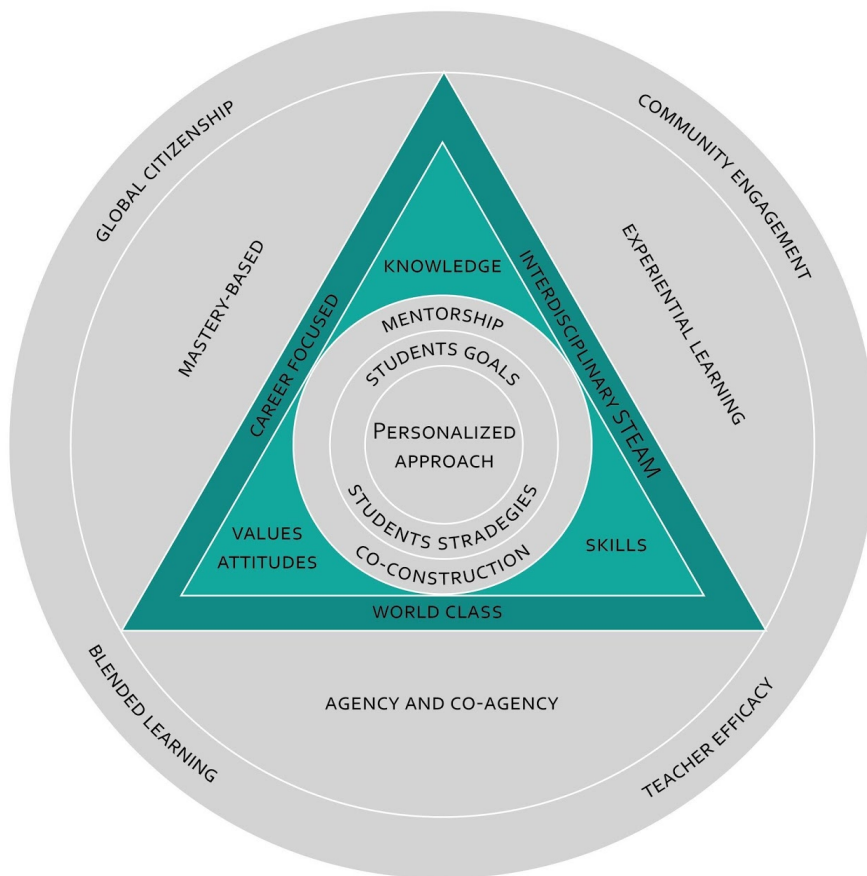 GLOBAL CITIZENSHIP
COMMUNITY ENGAGEMENT
MASTERY-BASED
EXPERIENTIAL LEARNING
CAREER FOCUSED
INTERDISCIPLINARY STEAM
KNOWLEDGE
MENTORSHIP
STUDENTS GOALS
PERSONALIZED
APPROACH
STUDENTS STRADEGIES
CO-CONSTRUCTION
VALUES
ATTITUDES
SKILLS
WORLD CLASS
AGENCY AND CO-AGENCY
BLENDED LEARNING
TEACHER EFFICACY